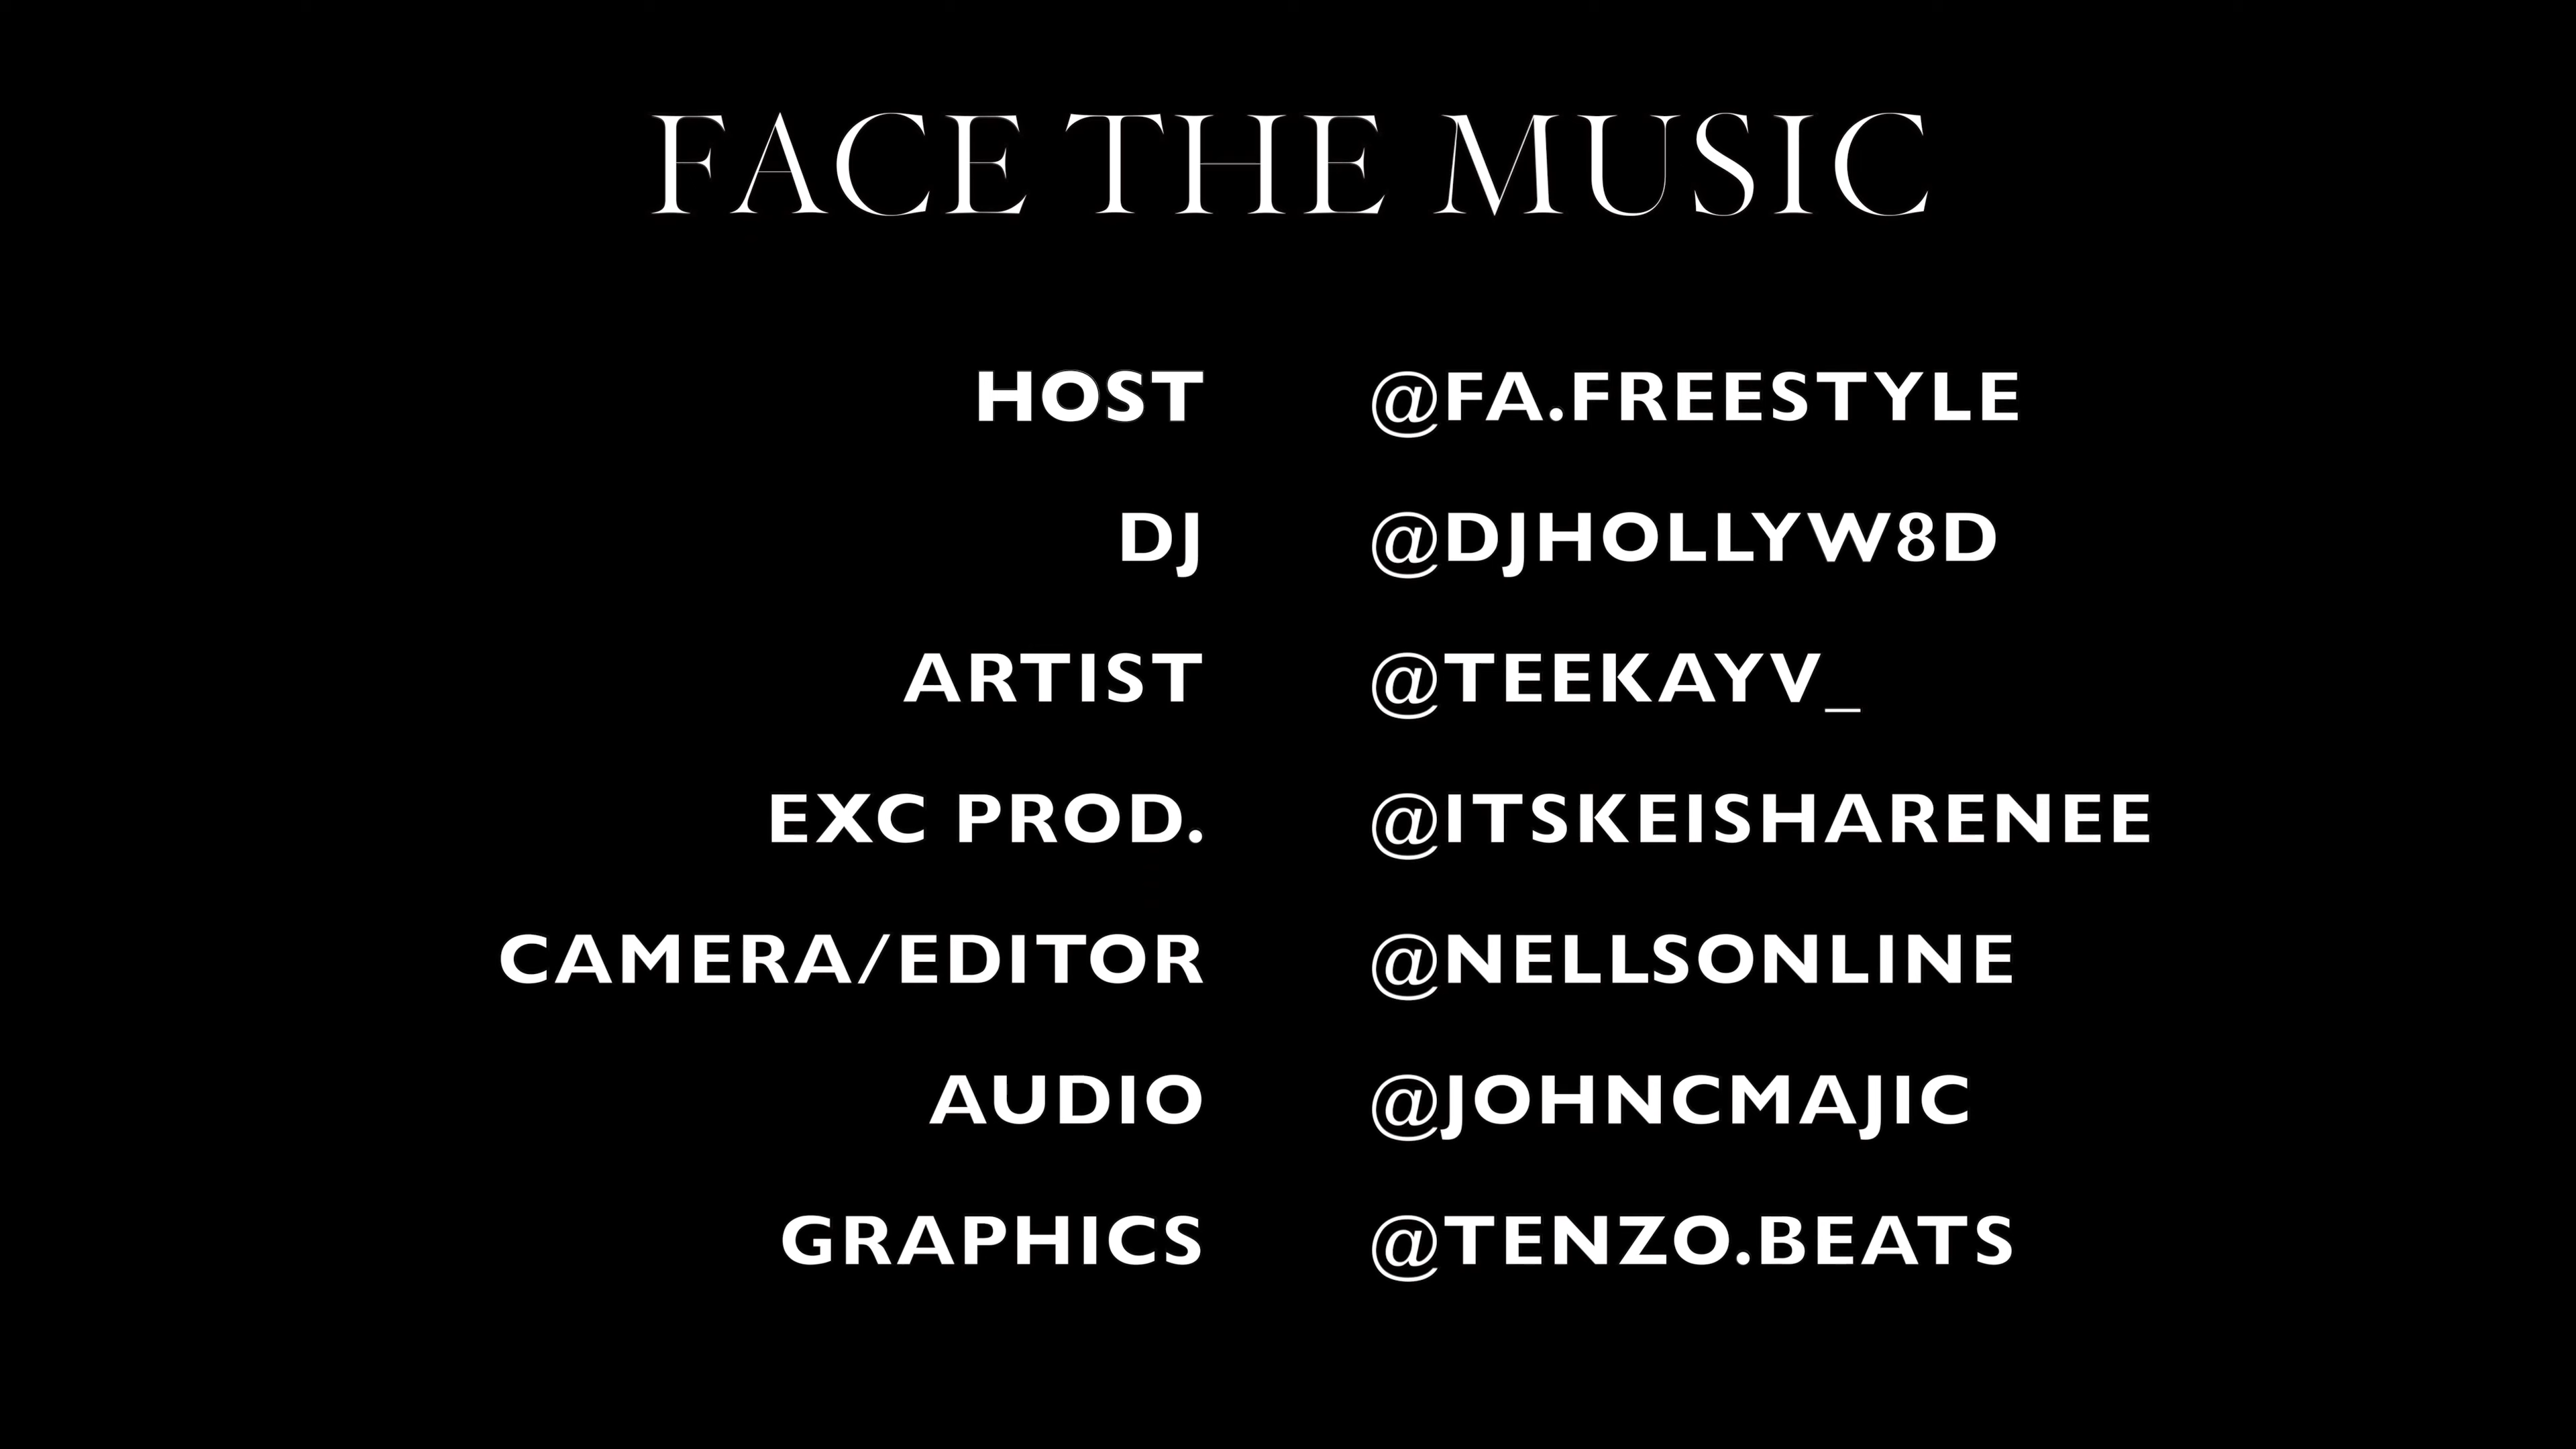 FACE THE MUSIC
HOST @FA.FREESTYLE
DJ @DJHOLLYW8D
ARTIST @TEEKAYV_
EXC PROD. @ITSKEISHARENEE
CAMERA/EDITOR @NELLSONLINE
AUDIO @JOHNCMAJIC
GRAPHICS @TENZO.BEATS